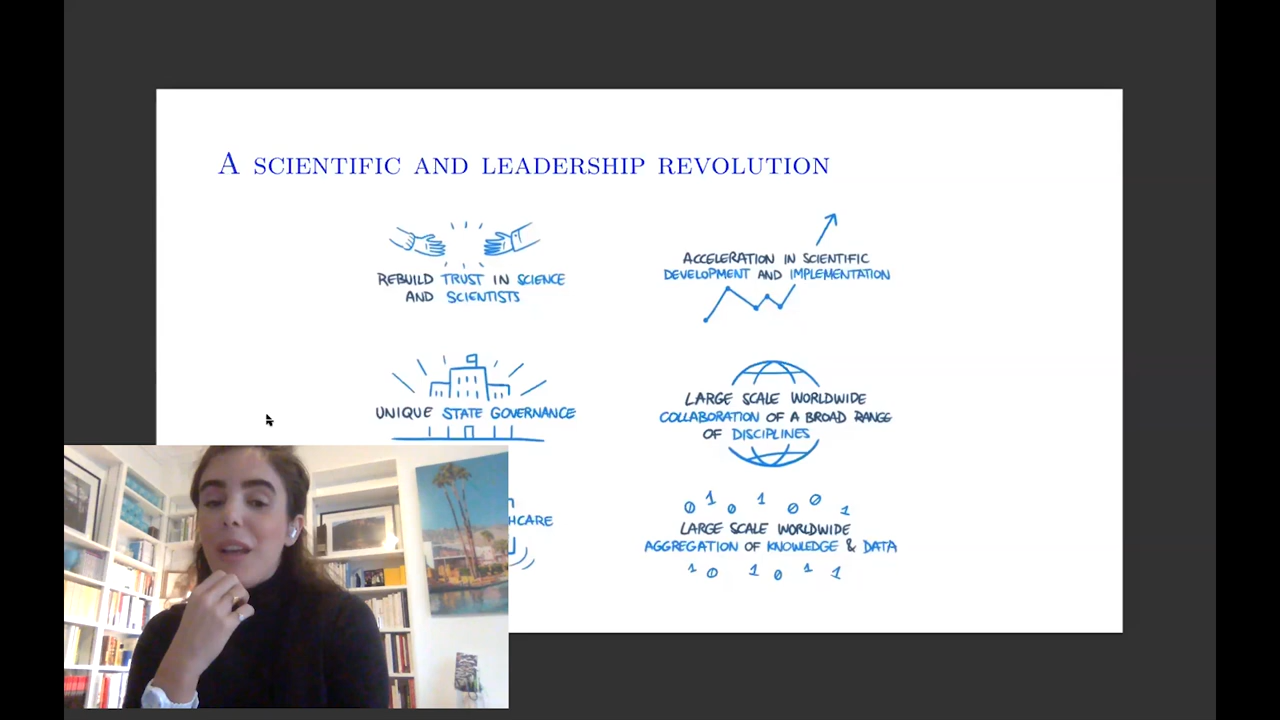 A SCIENTIFIC AND LEADERSHIP REVOLUTION
REBUILD TRUST IN SCIENCE
AND SCIENTISTS
ACCELERATION IN SCIENTIFIC
DEVELOPMENT AND IMPLEMENTATION
UNIQUE STATE GOVERNANCE
LARGE SCALE WORLDWIDE
COLLABORATION OF A BROAD RANGE
OF DISCIPLINES
HCARE
0 1 0 1 0 0 1
LARGE SCALE WORLDWIDE
AGGREGATION OF KNOWLEDGE & DATA
1 0 1 0 1 1